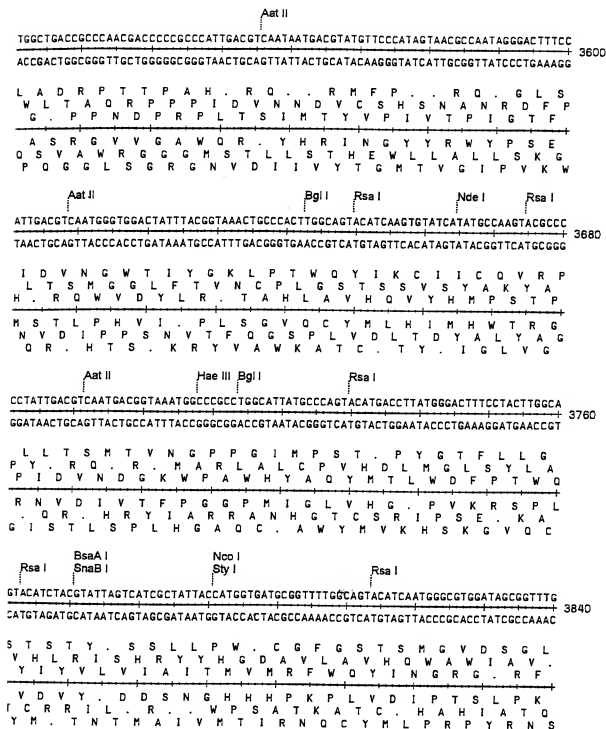 Aat II
TGGCTGACCGCCCAACGACCCCCGCCCATTGACGTCAATAATGACGTATGTTCCCATAGTAACGCCAATAGGGACTTTCC
3600
ACCGACTGGCGGGTTGCTGGGGGCGGGTAACTGCAGTTATTACTGCATACAAGGGTATCATTGCGGTTATCCCTGAAAGG
L A D R P T T P A H . R Q . . R M F P . . R Q . G L S
W L T A Q R P P P I D V N N D V C S H S N A N R D F P
G . P P N D P R P L T S I M T Y V P I V T P I G T F
A S R G V V G A W Q R . Y H R I N G Y Y R W Y P S E
Q S V A W R G G G M S T L L S T H E W L L A L L S K G
P Q G G L S G R G N V D I I V Y T G M T V G I P V K W
Aat II Bgl I Rsa I Nde I Rsa I
ATTGACGTCAATGGGTGGACTATTTACGGTAAACTGCCCACTTGGCAGTACATCAAGTGTATCATATGCCAAGTACGCCC
3680
TAACTGCAGTTACCCACCTGATAAATGCCATTTGACGGGTGAACCGTCATGTAGTTCACATAGTATACGGTTCATGCGGG
I D V N G W T I Y G K L P T W Q Y I K C I I C Q V R P
L T S M G G L F T V N C P L G S T S S V S Y A K Y A
H . R Q W V D Y L R . T A H L A V H Q V Y H M P S T P
M S T L P H V I . P L S G V Q C Y M L H I M H W T R G
N V D I P P S N V T F Q G S P L V D L T D Y A L Y A G
Q R . H T S . K R Y V A W K A T C . T Y . I G L V G
Aat II Hae III Bgl I Rsa I
CCTATTGACGTCAATGACGGTAAATGGCCCGCCTGGCATTATGCCCAGTACATGACCTTATGGGACTTTCCTACTTGGCA
3760
GGATAACTGCAGTTACTGCCATTTACCGGGCGGACCGTAATACGGGTCATGTACTGGAATACCCTGAAAGGATGAACCGT
L L T S M T V N G P P G I M P S T . P Y G T F L L G
P Y . R Q . R . M A R L A L C P V H D L M G L S Y L A
P I D V N D G K W P A W H Y A Q Y M T L W D F P T W Q
R N V D I V T F P G G P M I G L V H G . P V K R S P L
. Q R . H R Y I A R R A N H G T C S R I P S E . K A
G I S T L S P L H G A Q C . A W Y M V K H S K G V Q C
Rsa I BsaA I SnaB I Nco I Sty I Rsa I
GTACATCTACGTATTAGTCATCGCTATTACCATGGTGATGCGGTTTTGGCAGTACATCAATGGGCGTGGATAGCGGTTTG
3840
CATGTAGATGCATAATCAGTAGCGATAATGGTACCACTACGCCAAAACCGTCATGTAGTTACCCGCACCTATCGCCAAAC
S T S T Y . S S L L P W . C G F G S T S M G V D S G L
V H L R I S H R Y Y H G D A V L A V H Q W A W I A V .
Y I Y V L V I A I T M V M R F W Q Y I N G R G . R F
V D V Y . D D S N G H H H P K P L V D I P T S L P K
T C R R I L . R . . W P S A T K A T C . H A H I A T Q
Y M . T N T M A I V M T I R N Q C Y M L P R P Y R N S